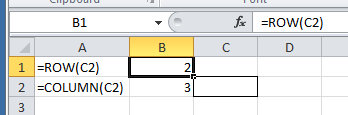 Clipboard
Font
B1 fx =ROW(C2)
A B C D
1 =ROW(C2) 2
2 =COLUMN(C2) 3